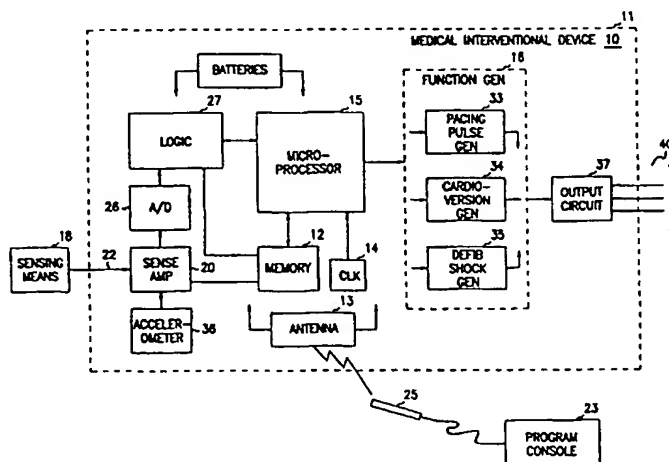 11
MEDICAL INTERVENTIONAL DEVICE 10
BATTERIES
16
FUNCTION GEN
27
15
33
LOGIC
MICRO-
PROCESSOR
PACING
PULSE
GEN
40
34
37
CARDIO-
VERSION
GEN
OUTPUT
CIRCUIT
26
A/D
18
12
14
35
SENSING
MEANS
22
SENSE
AMP
20
MEMORY
CLK
DEFIB
SHOCK
GEN
13
ACCELER-
OMETER
36
ANTENNA
25
23
PROGRAM
CONSOLE